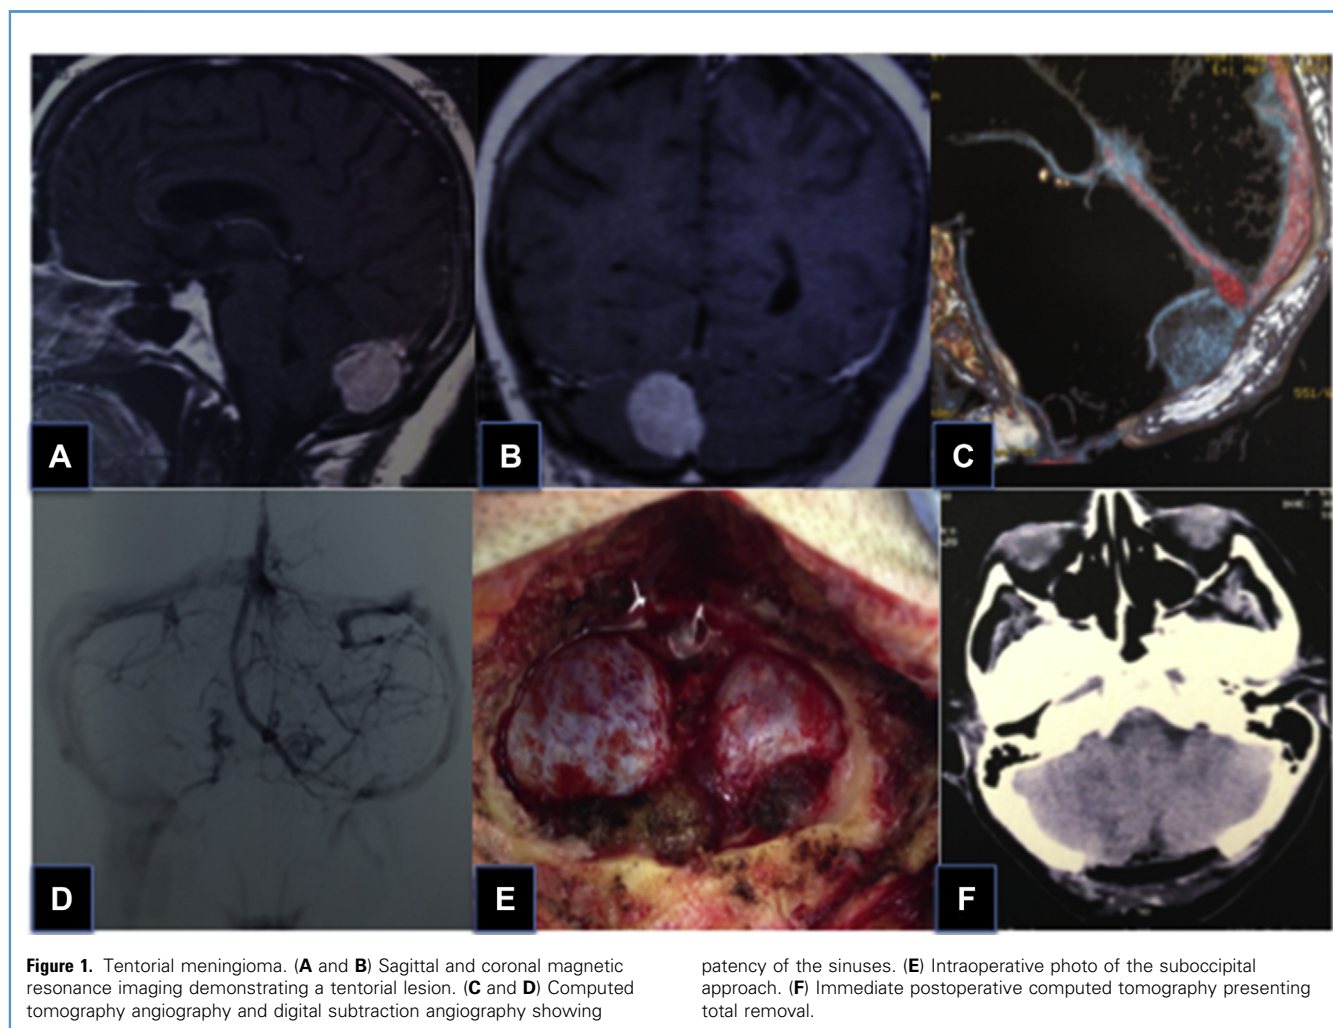 A
B
C
D
E
F
Figure 1. Tentorial meningioma. (A and B) Sagittal and coronal magnetic
resonance imaging demonstrating a tentorial lesion. (C and D) Computed
tomography angiography and digital subtraction angiography showing
patency of the sinuses. (E) Intraoperative photo of the suboccipital
approach. (F) Immediate postoperative computed tomography presenting
total removal.